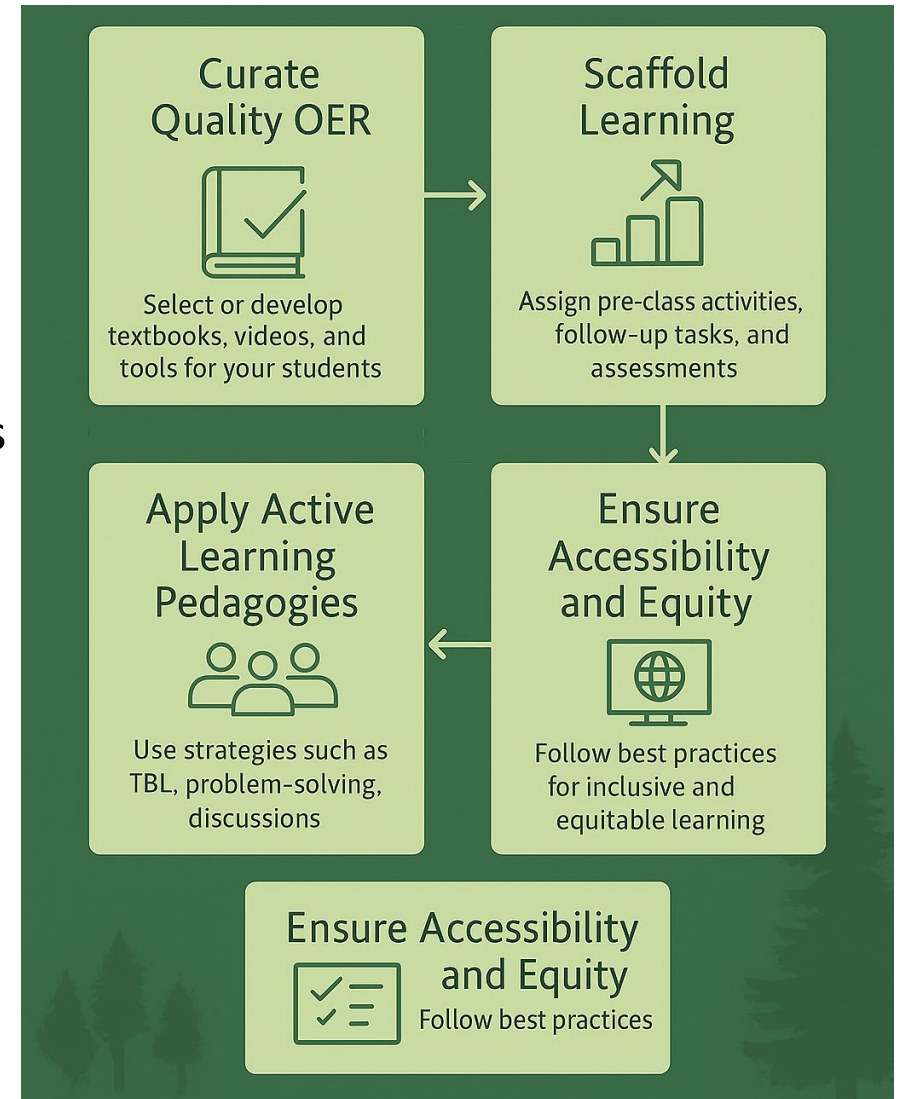 Curate
Quality OER
Select or develop
textbooks, videos, and
tools for your students
Scaffold
Learning
Assign pre-class activities,
follow-up tasks, and
assessments
Ensure
Accessibility
and Equity
Follow best practices
for inclusive and
equitable learning
Apply Active
Learning
Pedagogies
Use strategies such as
TBL, problem-solving,
discussions
Ensure Accessibility
and Equity
Follow best practices
s